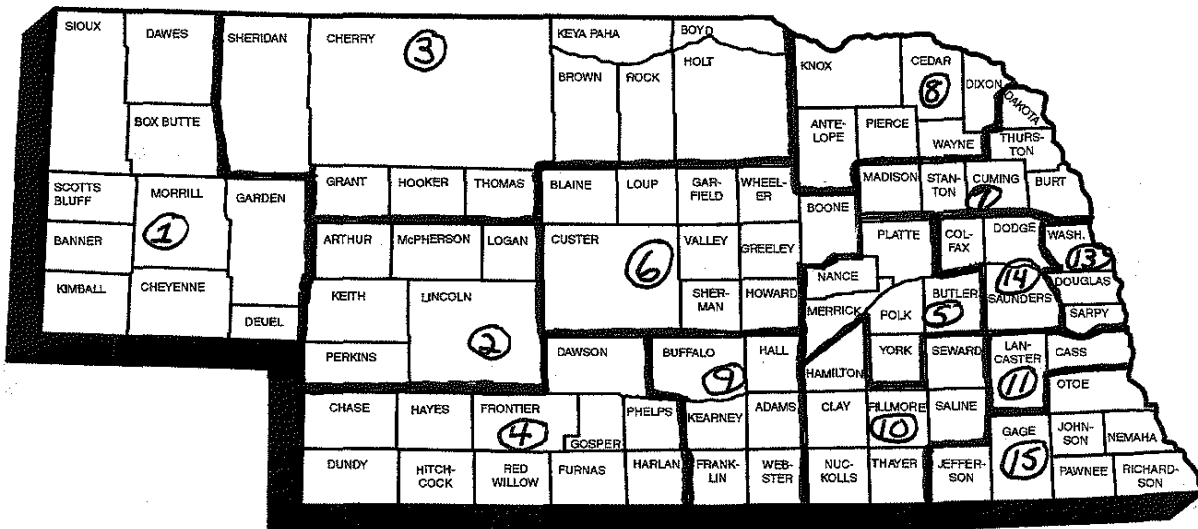 SIOUX
DAWES
SHERIDAN
CHERRY
3
KEYA PAHA
BOYD
BROWN
ROCK
HOLT
KNOX
CEDAR
8
DIXON
DAKOTA
BOX BUTTE
ANTE-
LOPE
PIERCE
WAYNE
THURS-
TON
SCOTTS
BLUFF
MORRILL
1
GARDEN
GRANT
HOOKER
THOMAS
BLAINE
LOUP
GAR-
FIELD
WHEEL-
ER
BOONE
MADISON
STAN-
TON
CUMING
7
BURT
BANNER
ARTHUR
McPHERSON
LOGAN
CUSTER
6
VALLEY
GREELEY
PLATTE
COL-
FAX
DODGE
14
WASH.
13
KIMBALL
CHEYENNE
DEUEL
KEITH
LINCOLN
2
SHER-
MAN
HOWARD
NANCE
MERRICK
POLK
BUTLER
5
SAUNDERS
DOUGLAS
SARPY
PERKINS
DAWSON
BUFFALO
9
HALL
HAMILTON
YORK
SEWARD
LAN-
CASTER
11
CASS
OTOE
CHASE
HAYES
FRONTIER
4
GOSPER
PHELPS
KEARNEY
ADAMS
CLAY
FILLMORE
10
SALINE
GAGE
15
JOHN-
SON
NEMAHA
DUNDY
HITCH-
COCK
RED
WILLOW
FURNAS
HARLAN
FRANK-
LIN
WEB-
STER
NUC-
KOLLS
THAYER
JEFFER-
SON
PAWNEE
RICHARD-
SON